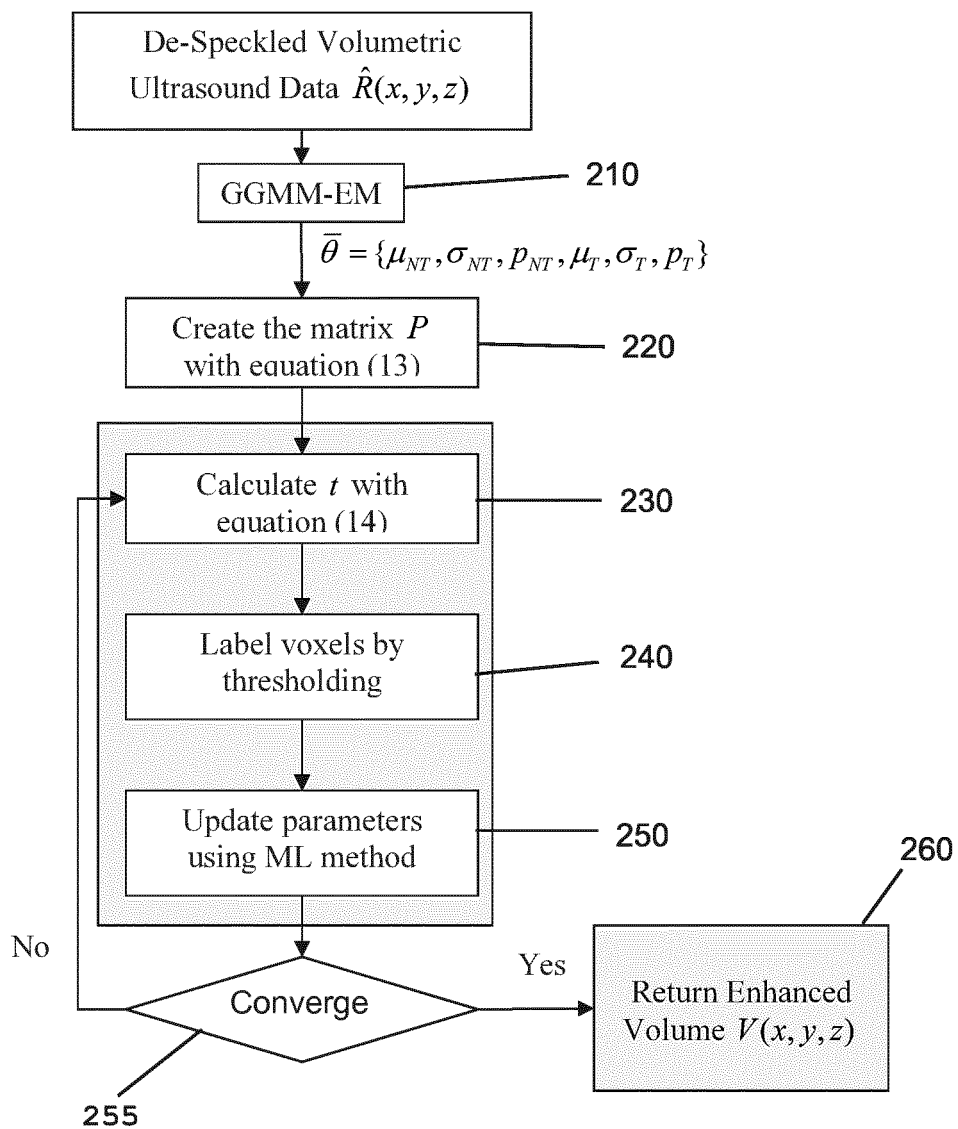 De-Speckled Volumetric
Ultrasound Data R̂(x, y, z)
GGMM-EM
210
θ̅ = {μ_NT, σ_NT, p_NT, μ_T, σ_T, p_T}
Create the matrix P
with equation (13)
220
Calculate t with
equation (14)
230
Label voxels by
thresholding
240
Update parameters
using ML method
250
260
No
Yes
Converge
Return Enhanced
Volume V(x, y, z)
255